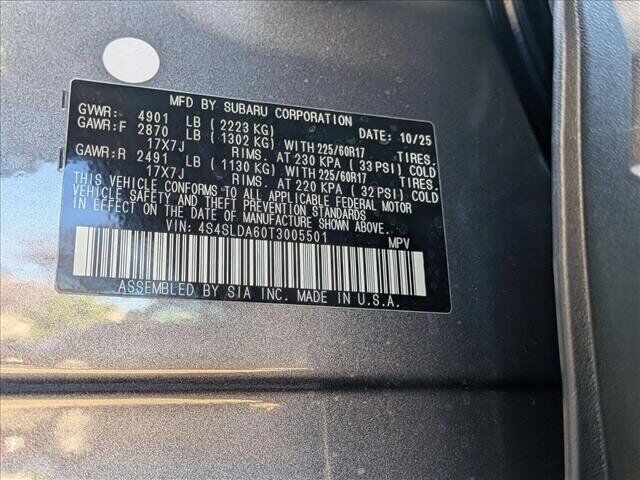 MFD BY SUBARU CORPORATION
GVWR: 4901 LB (2223 KG) DATE: 10/25
GAWR:F 2870 LB (1302 KG) WITH 225/60R17 TIRES.
17X7J RIMS. AT 230 KPA (33 PSI) COLD
GAWR:R 2491 LB (1130 KG) WITH 225/60R17 TIRES.
17X7J RIMS. AT 220 KPA (32 PSI) COLD
THIS VEHICLE CONFORMS TO ALL APPLICABLE FEDERAL MOTOR
VEHICLE SAFETY AND THEFT PREVENTION STANDARDS
IN EFFECT ON THE DATE OF MANUFACTURE SHOWN ABOVE.
VIN: 4S4SLDA60T3005501 MPV
ASSEMBLED BY SIA INC. MADE IN U.S.A.